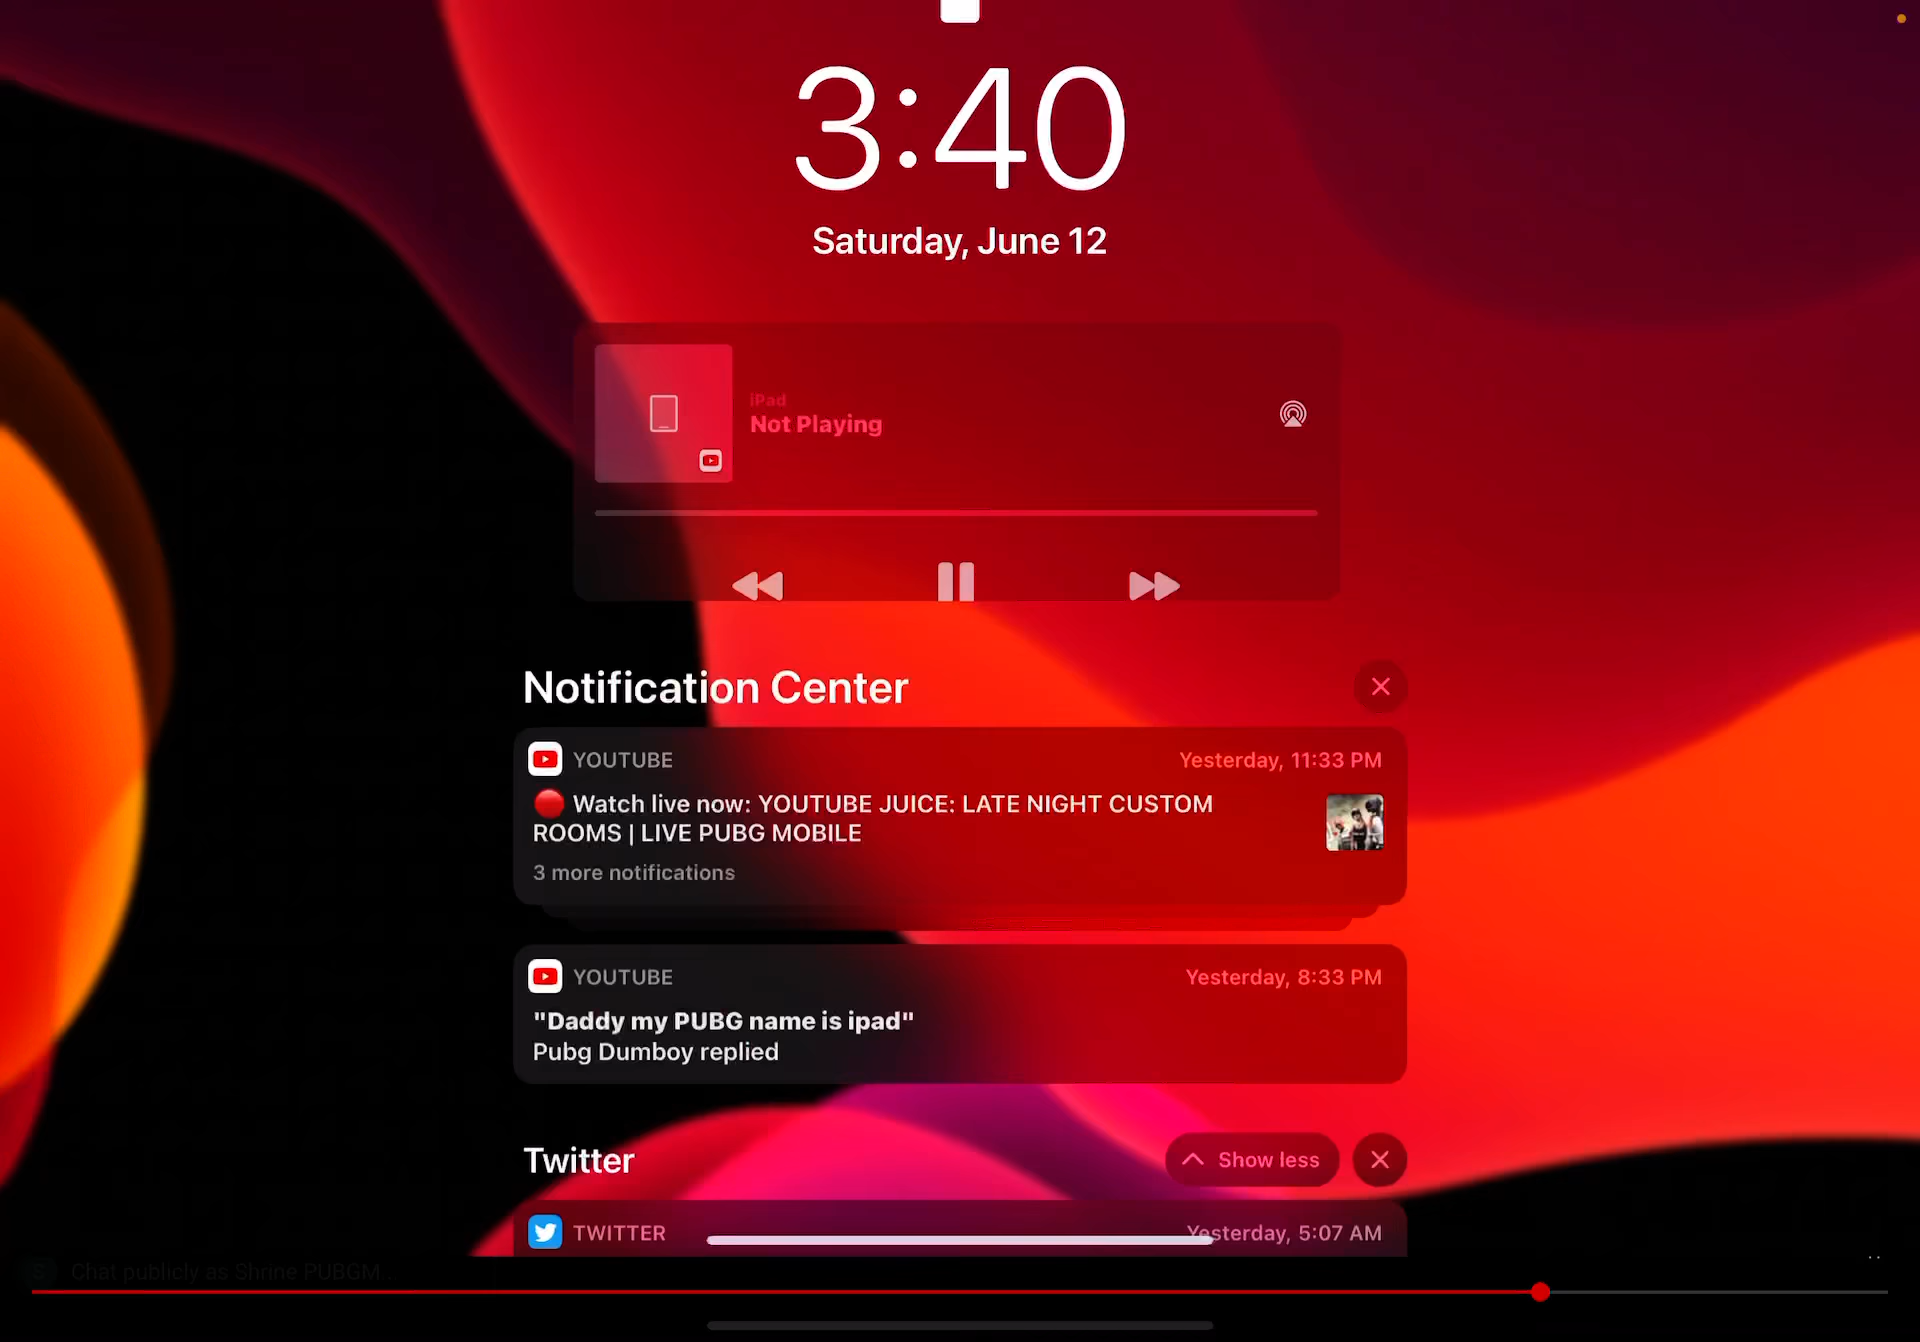 3:40
Saturday, June 12
iPad
Not Playing
Notification Center
YOUTUBE
Yesterday, 11:33 PM
Watch live now: YOUTUBE JUICE: LATE NIGHT CUSTOM
ROOMS | LIVE PUBG MOBILE
3 more notifications
YOUTUBE
Yesterday, 8:33 PM
"Daddy my PUBG name is ipad"
Pubg Dumboy replied
Twitter
Show less
TWITTER
Yesterday, 5:07 AM
S
Chat publicly as Shrine PUBGM...